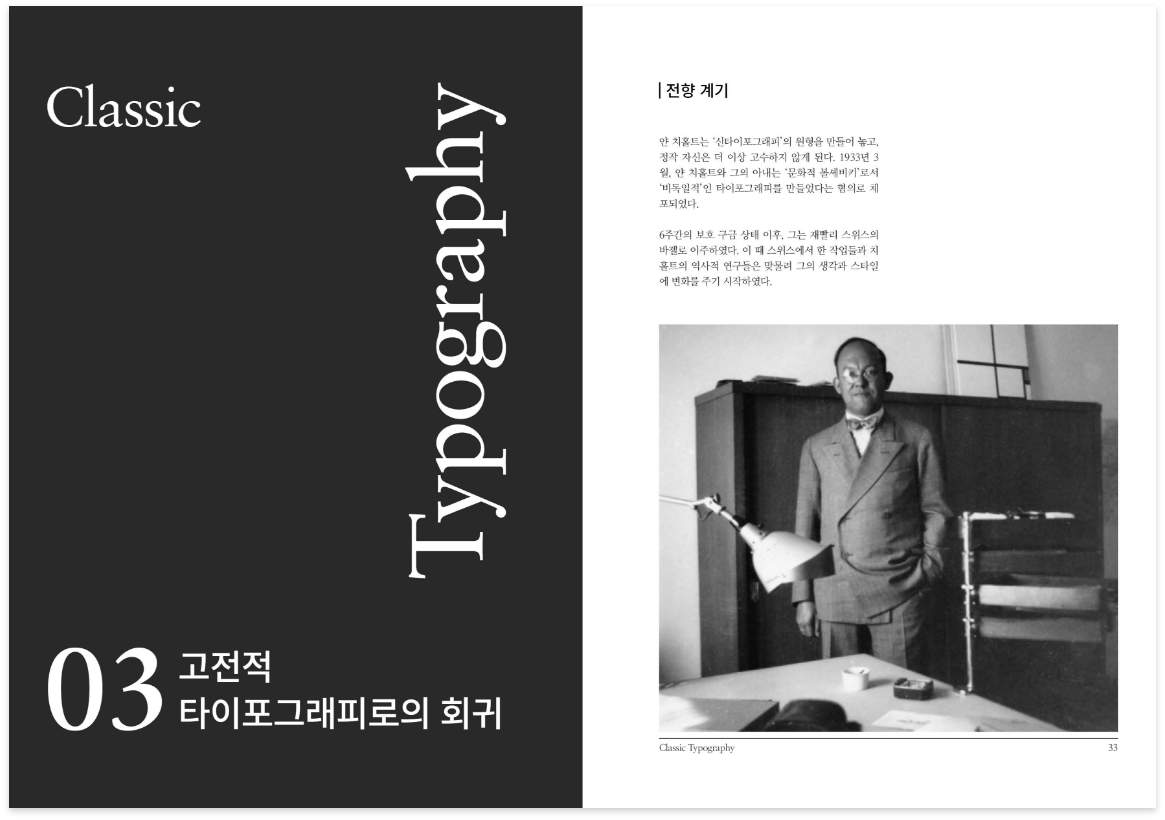 Classic
Typography
03
고전적
타이포그래피로의 회귀
전향 계기
얀 치홀트는 ‘신타이포그래피’의 원형을 만들어 놓고,
정작 자신은 더 이상 고수하지 않게 된다. 1933년 3
월, 얀 치홀트와 그의 아내는 ‘문화적 볼셰비키’로서
‘비독일적’인 타이포그래피를 만들었다는 혐의로 체
포되었다.
6주간의 보호 구금 상태 이후, 그는 재빨리 스위스의
바젤로 이주하였다. 이 때 스위스에서 한 작업들과 치
홀트의 역사적 연구들은 맞물려 그의 생각과 스타일
에 변화를 주기 시작하였다.
Classic Typography
33